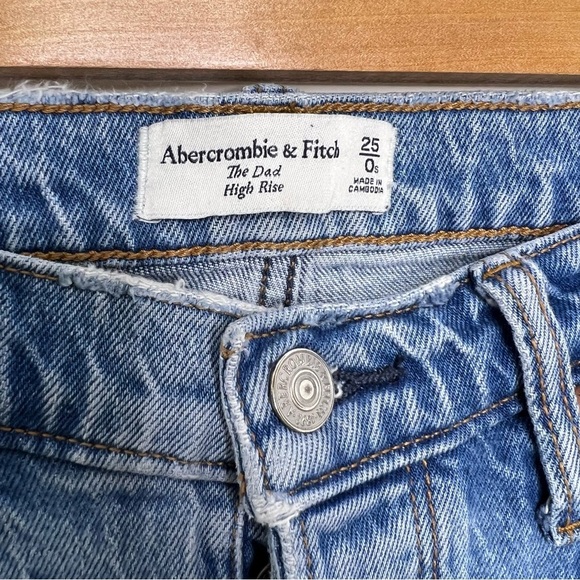 Abercrombie & Fitch
The Dad
High Rise
25
0s
MADE IN
CAMBODIA